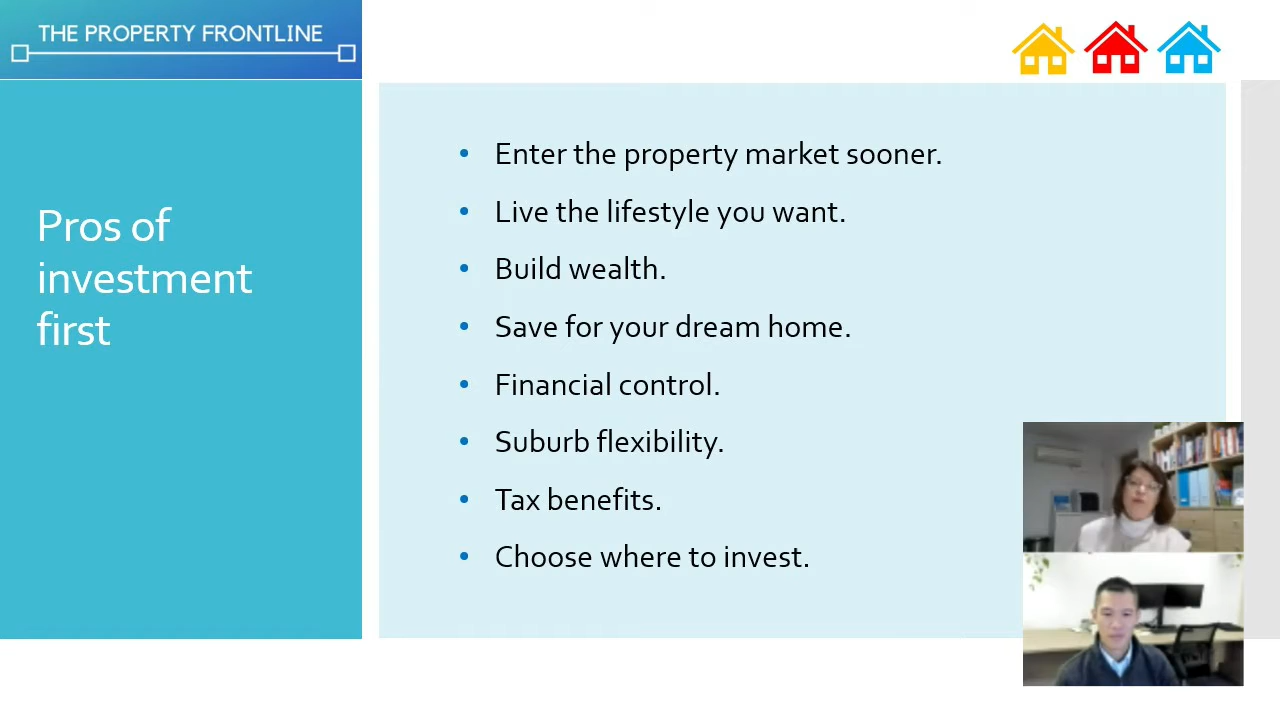 THE PROPERTY FRONTLINE
Pros of
investment
first
• Enter the property market sooner.
• Live the lifestyle you want.
• Build wealth.
• Save for your dream home.
• Financial control.
• Suburb flexibility.
• Tax benefits.
• Choose where to invest.